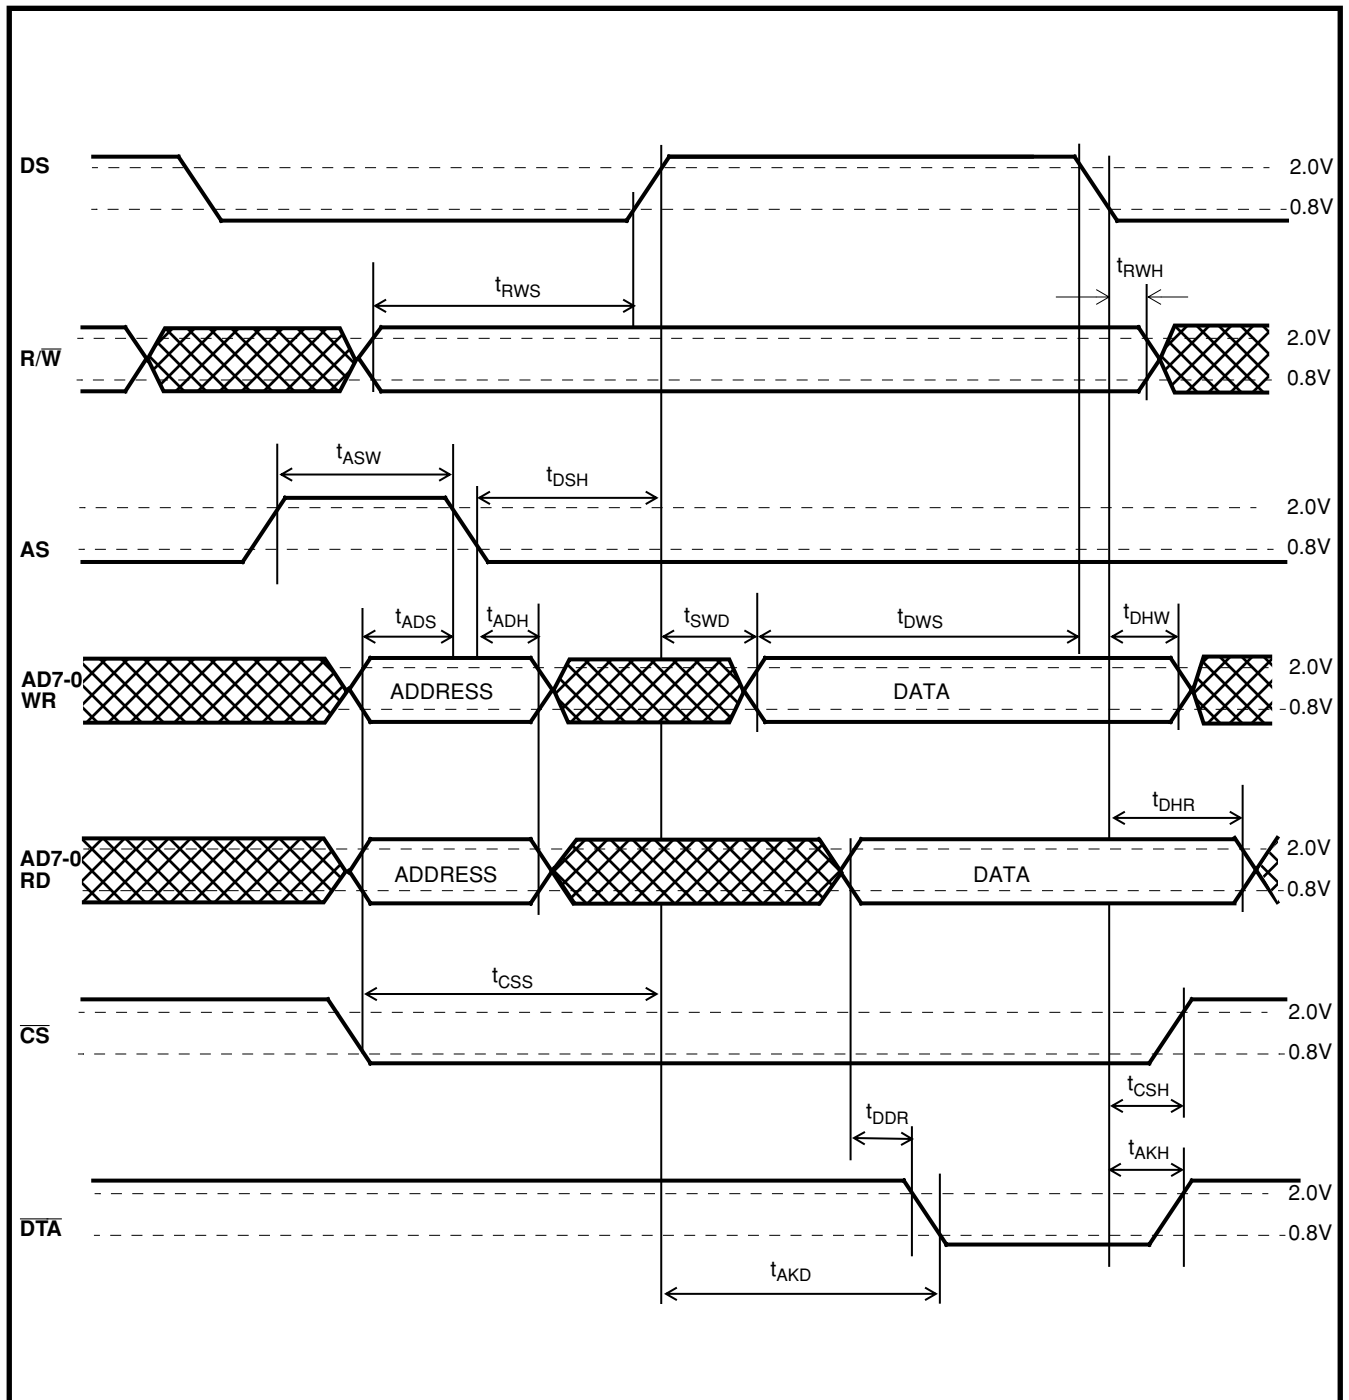 DS
2.0V
0.8V
tRWS
tRWH
R/W̅
2.0V
0.8V
tASW
tDSH
AS
2.0V
0.8V
tADS
tADH
tSWD
tDWS
tDHW
AD7-0
WR
ADDRESS
DATA
2.0V
0.8V
tDHR
AD7-0
RD
ADDRESS
DATA
2.0V
0.8V
tCSS
C̅S̅
2.0V
0.8V
tCSH
tDDR
tAKH
D̅T̅A̅
2.0V
0.8V
tAKD